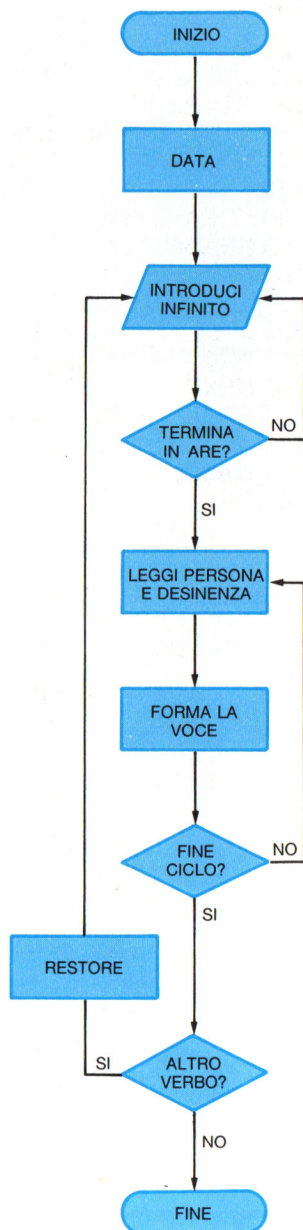 INIZIO
DATA
INTRODUCI
INFINITO
TERMINA
IN ARE?
NO
SI
LEGGI PERSONA
E DESINENZA
FORMA LA
VOCE
FINE
CICLO?
NO
SI
RESTORE
ALTRO
VERBO?
SI
NO
FINE